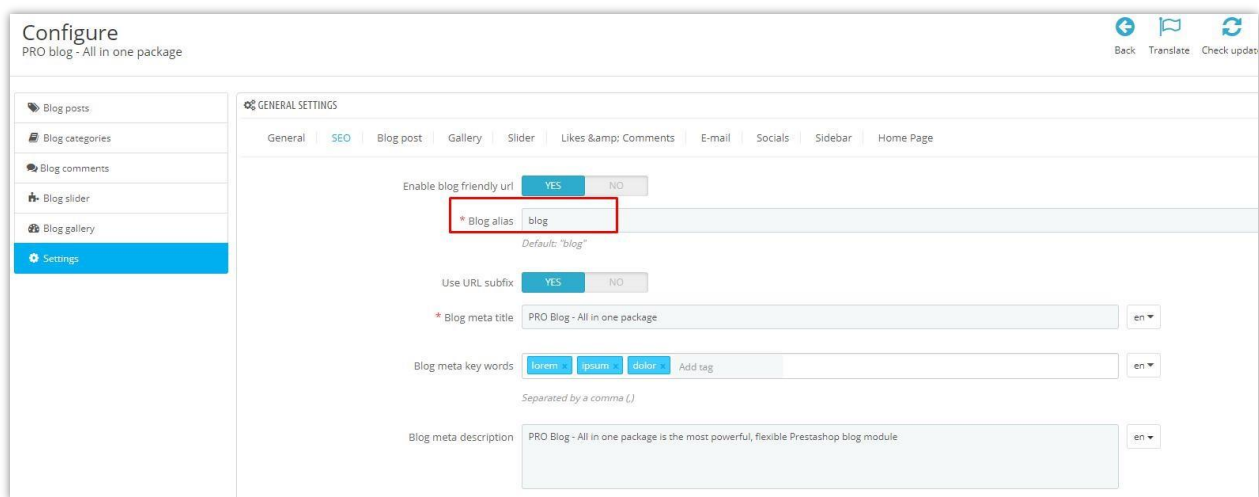 Configure
PRO blog - All in one package
Back Translate Check updat
Blog posts
Blog categories
Blog comments
Blog slider
Blog gallery
Settings
GENERAL SETTINGS
General SEO Blog post Gallery Slider Likes &amp; Comments E-mail Socials Sidebar Home Page
Enable blog friendly url YES NO
* Blog alias blog
Default: "blog"
Use URL subfix YES NO
* Blog meta title PRO Blog - All in one package en
Blog meta key words lorem x ipsum x dolor x Add tag en
Separated by a comma (,)
Blog meta description PRO Blog - All in one package is the most powerful, flexible Prestashop blog module en